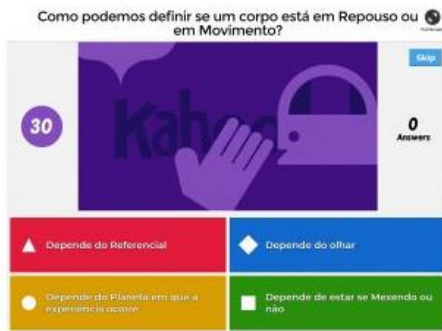 Como podemos definir se um corpo está em Repouso ou
em Movimento?
Skip
30
Kahoot
0
Answers
Depende do Referencial
Depende do olhar
Depende do Planeta em que a
experiencia ocorre
Depende de estar se Mexendo ou
não